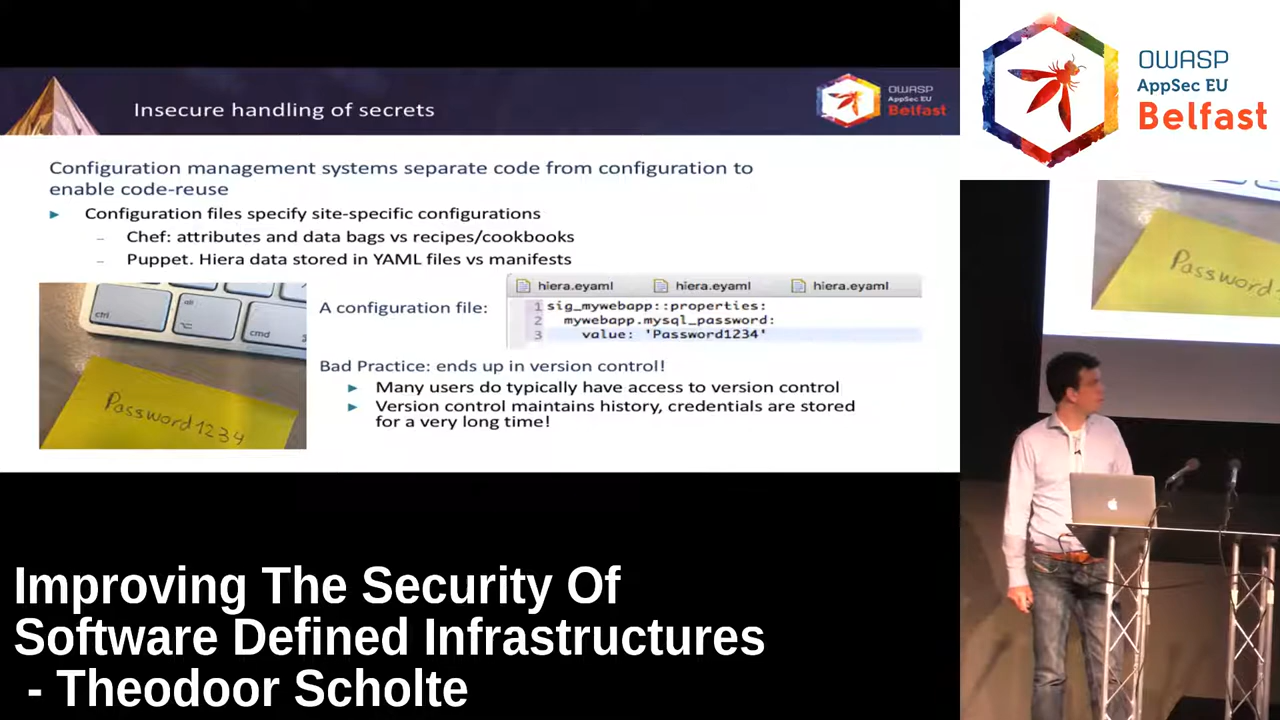 Insecure handling of secrets
OWASP
AppSec EU
Belfast
Configuration management systems separate code from configuration to
enable code-reuse
Configuration files specify site-specific configurations
Chef: attributes and data bags vs recipes/cookbooks
Puppet. Hiera data stored in YAML files vs manifests
A configuration file:
hiera.eyaml hiera.eyaml hiera.eyaml
1 sig_mywebapp::properties:
2 mywebapp.mysql_password:
3 value: 'Password1234'
Bad Practice: ends up in version control!
Many users do typically have access to version control
Version control maintains history, credentials are stored
for a very long time!
ctrl
cmd
Password1234
OWASP
AppSec EU
Belfast
Password
Improving The Security Of
Software Defined Infrastructures
- Theodoor Scholte